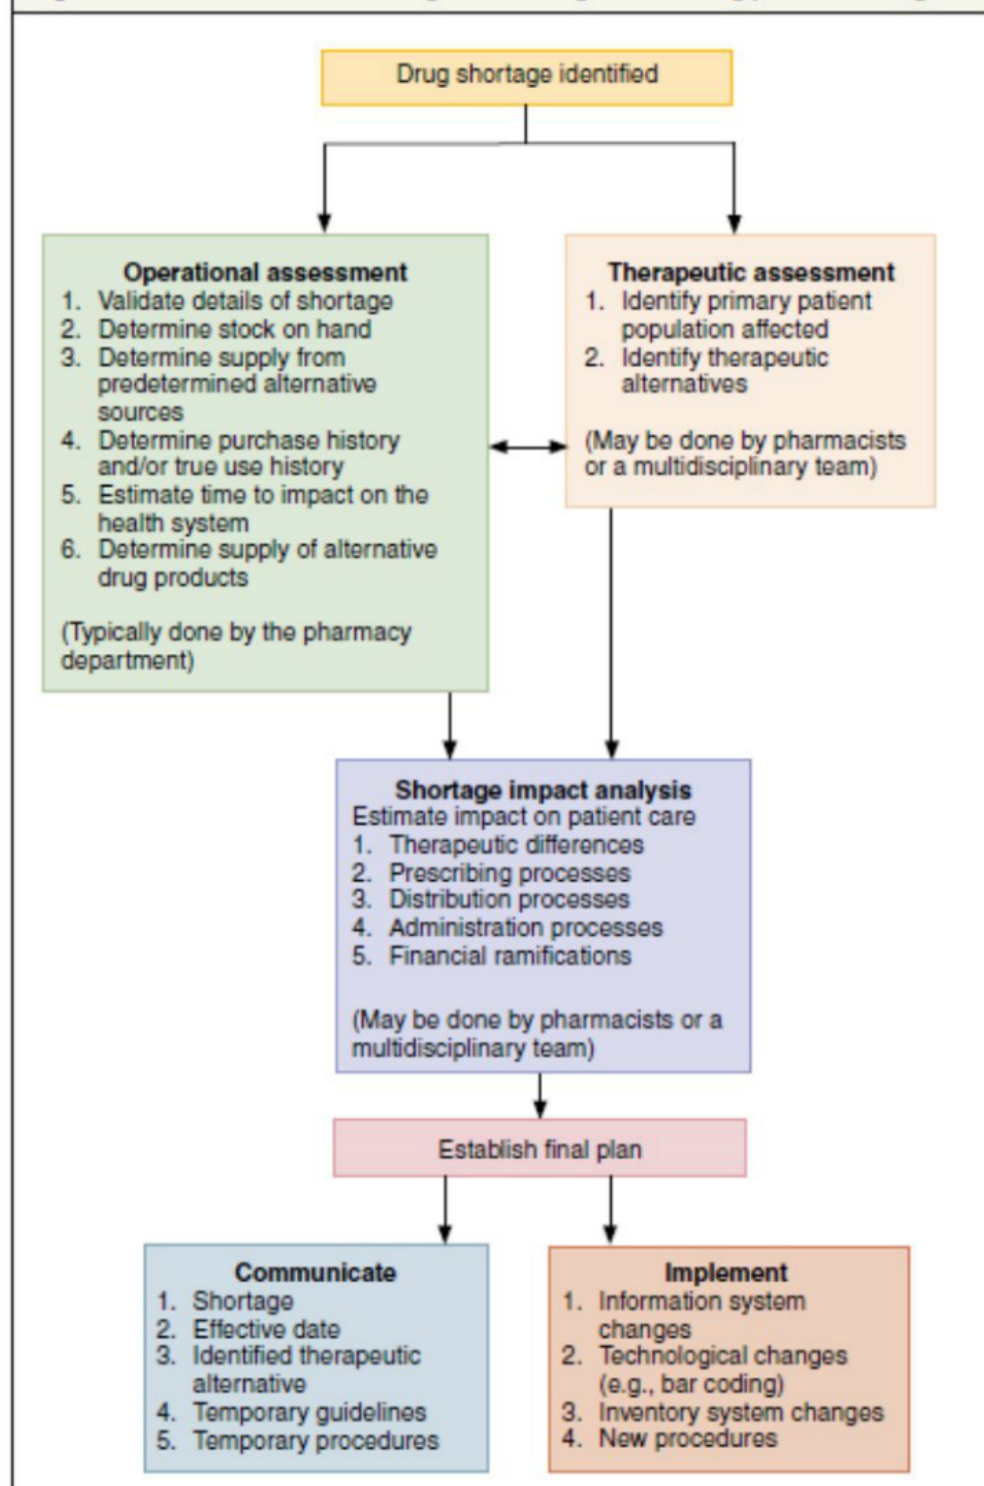 Drug shortage identified
Operational assessment
1. Validate details of shortage
2. Determine stock on hand
3. Determine supply from
predetermined alternative
sources
4. Determine purchase history
and/or true use history
5. Estimate time to impact on the
health system
6. Determine supply of alternative
drug products
(Typically done by the pharmacy
department)
Therapeutic assessment
1. Identify primary patient
population affected
2. Identify therapeutic
alternatives
(May be done by pharmacists
or a multidisciplinary team)
Shortage impact analysis
Estimate impact on patient care
1. Therapeutic differences
2. Prescribing processes
3. Distribution processes
4. Administration processes
5. Financial ramifications
(May be done by pharmacists or a
multidisciplinary team)
Establish final plan
Communicate
1. Shortage
2. Effective date
3. Identified therapeutic
alternative
4. Temporary guidelines
5. Temporary procedures
Implement
1. Information system
changes
2. Technological changes
(e.g., bar coding)
3. Inventory system changes
4. New procedures